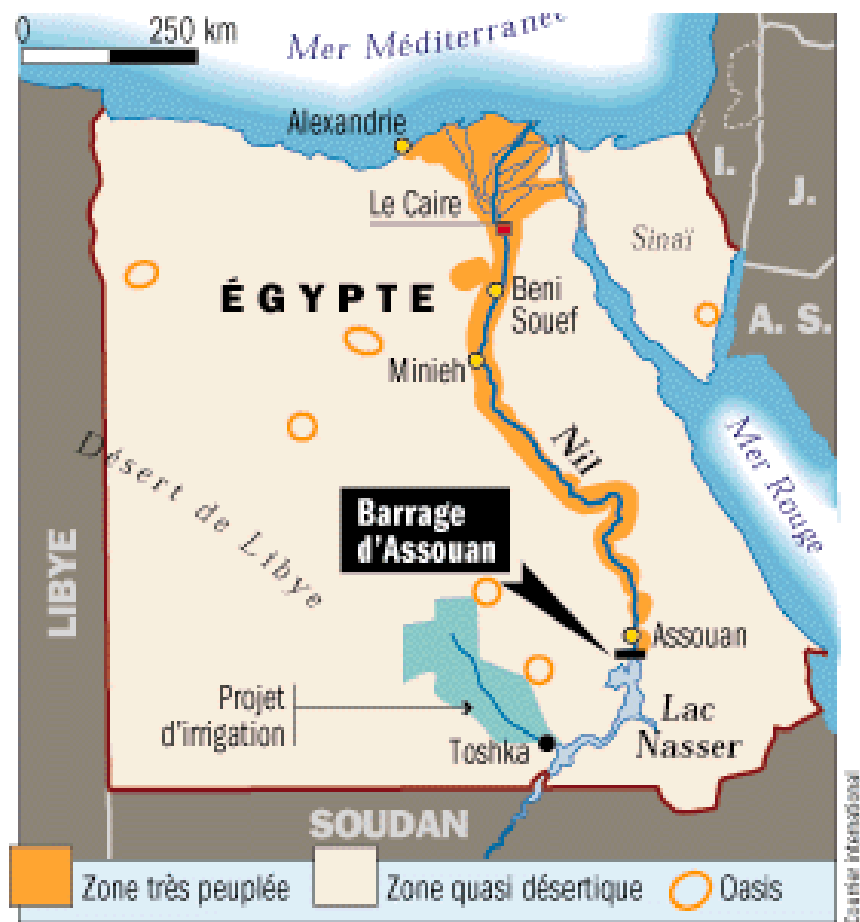 0 250 km
Mer Méditerranée
Alexandrie
I.
J.
Le Caire
Sinaï
ÉGYPTE
Beni
Souef
A. S.
Minieh
Nil
Mer Rouge
Désert de Libye
Barrage
d'Assouan
LIBYE
Assouan
Projet
d'irrigation
Lac
Nasser
Toshka
SOUDAN
Courrier international
Zone très peuplée
Zone quasi désertique
Oasis